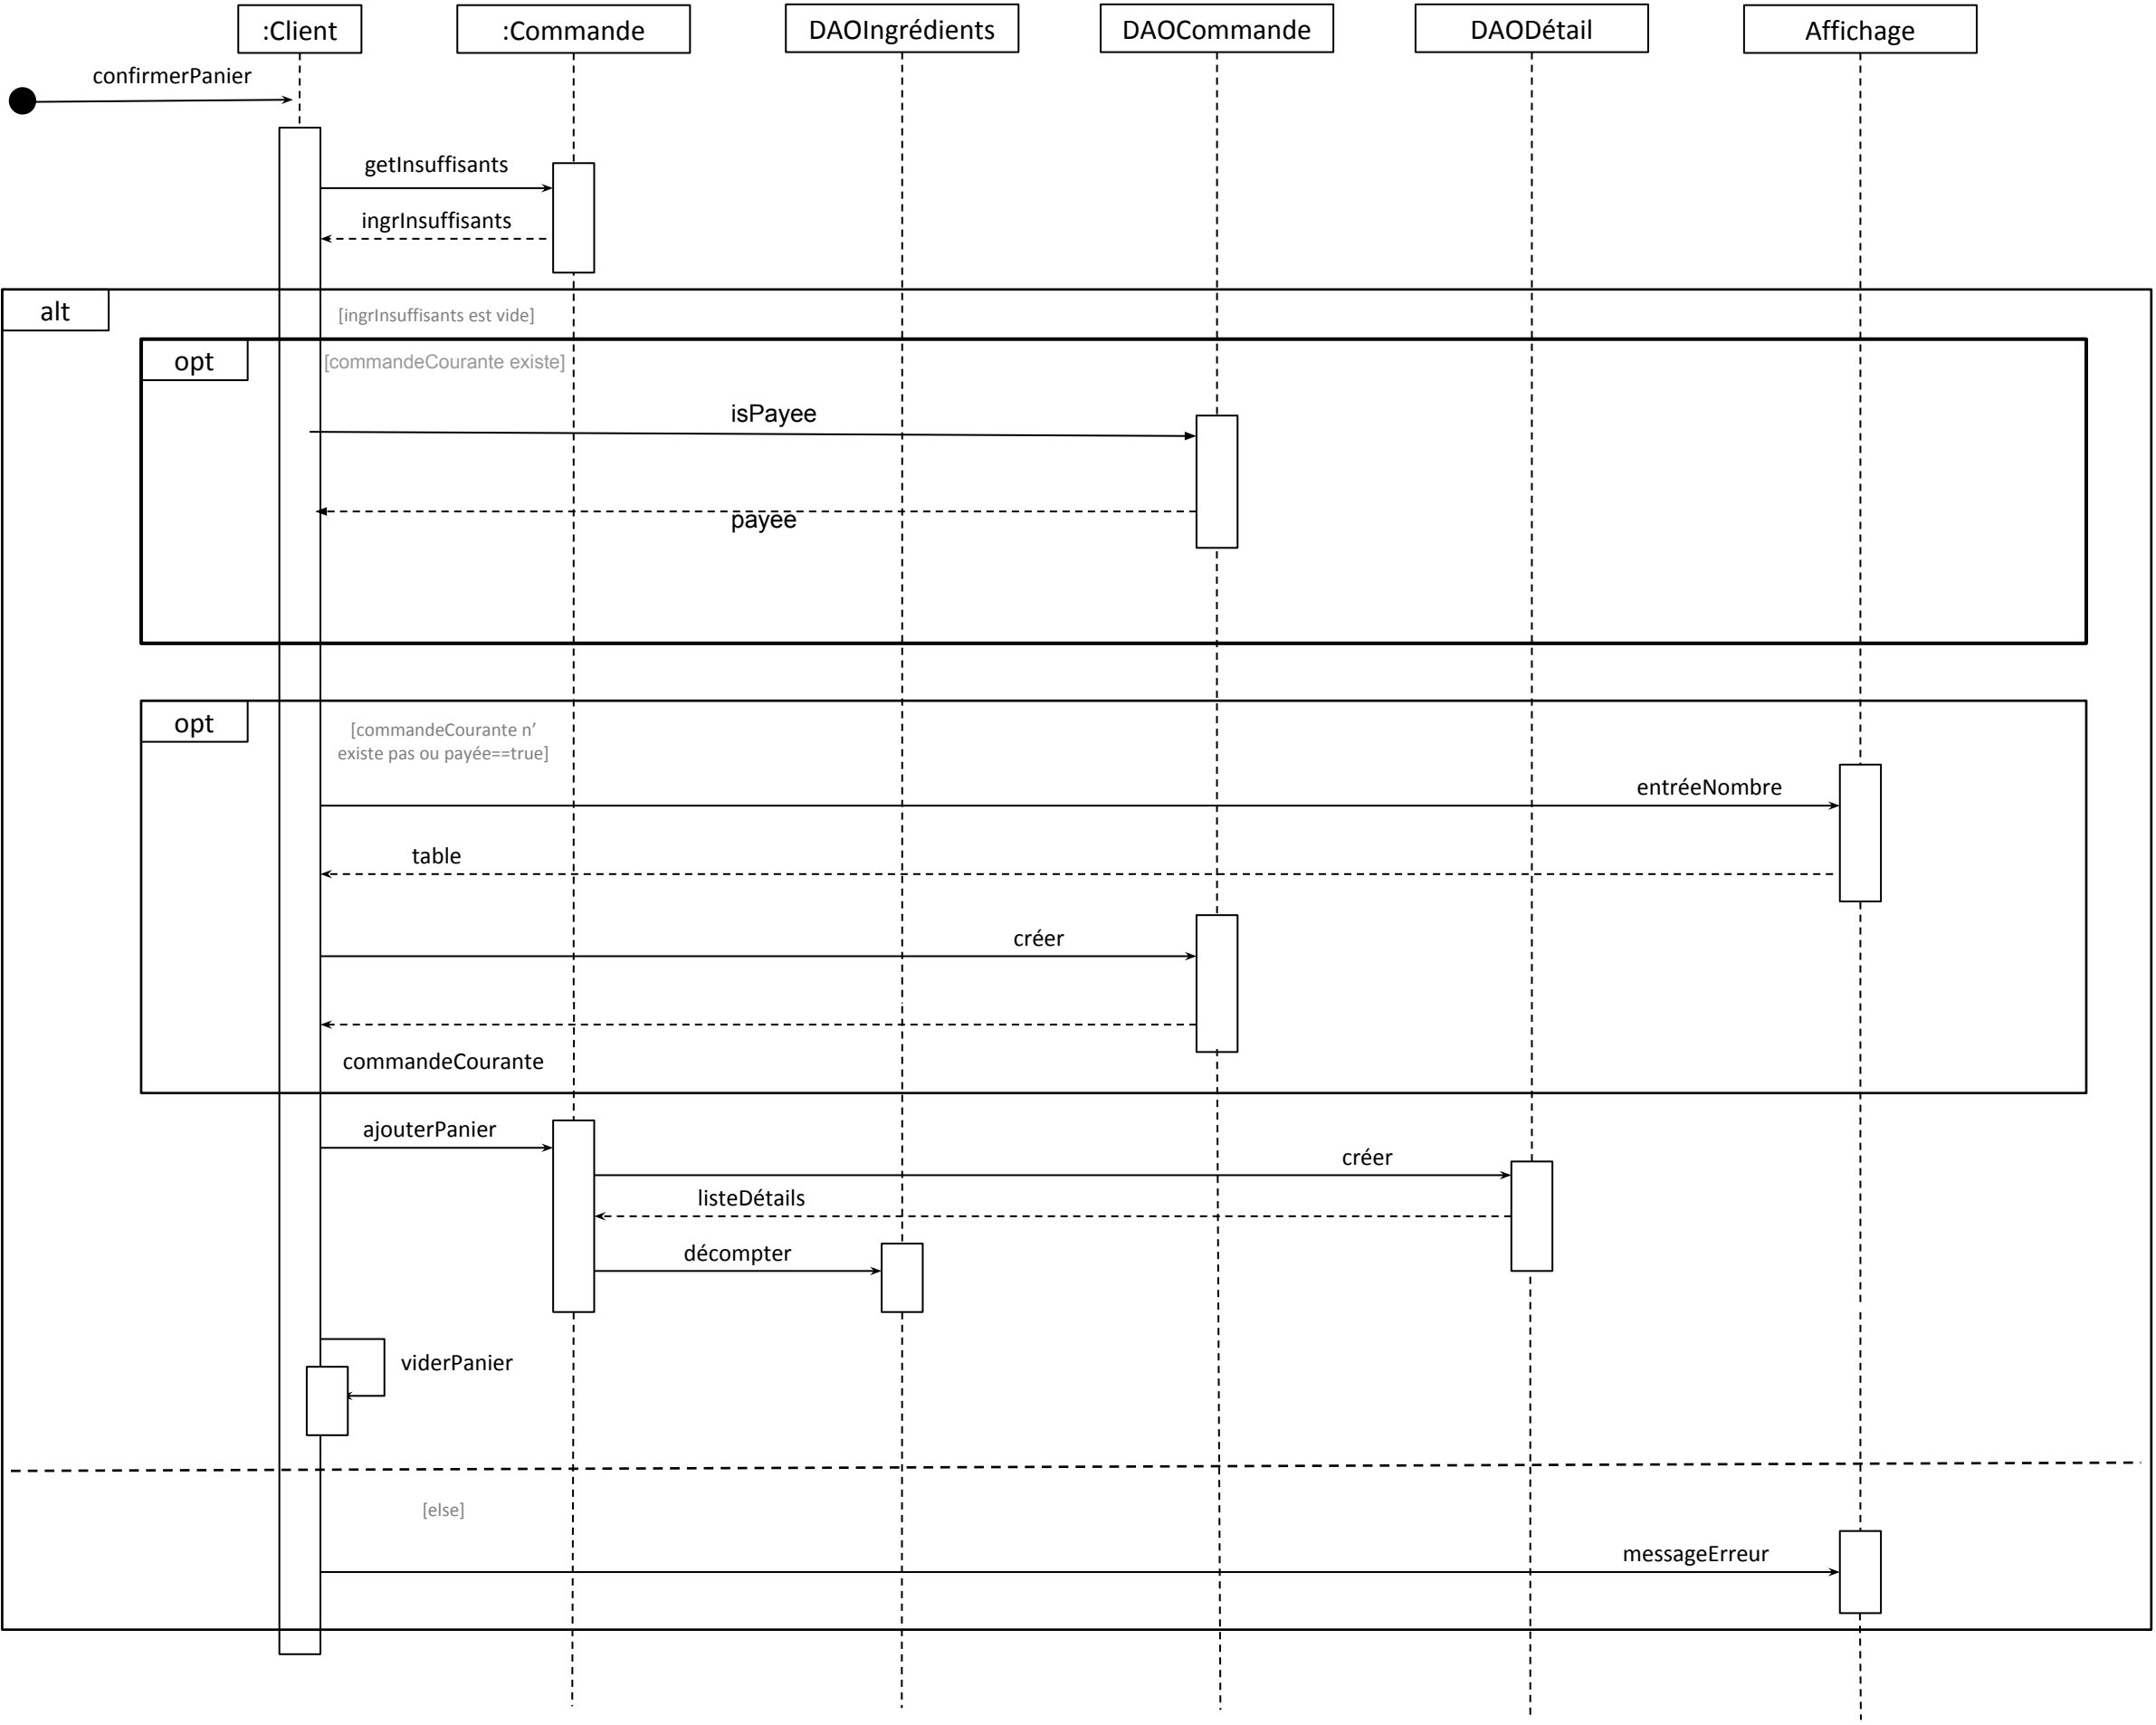 :Client
:Commande
DAOIngrédients
DAOCommande
DAODétail
Affichage
confirmerPanier
getInsuffisants
ingrInsuffisants
alt
[ingrInsuffisants est vide]
opt
[commandeCourante existe]
isPayee
payee
opt
[commandeCourante n’
existe pas ou payée==true]
entréeNombre
table
créer
commandeCourante
ajouterPanier
créer
listeDétails
décompter
viderPanier
[else]
messageErreur